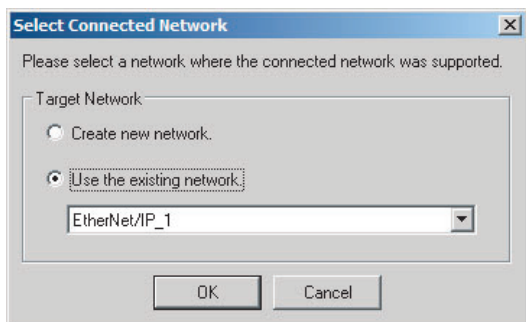 Select Connected Network
Please select a network where the connected network was supported.
Target Network
Create new network.
Use the existing network.
EtherNet/IP_1
OK
Cancel